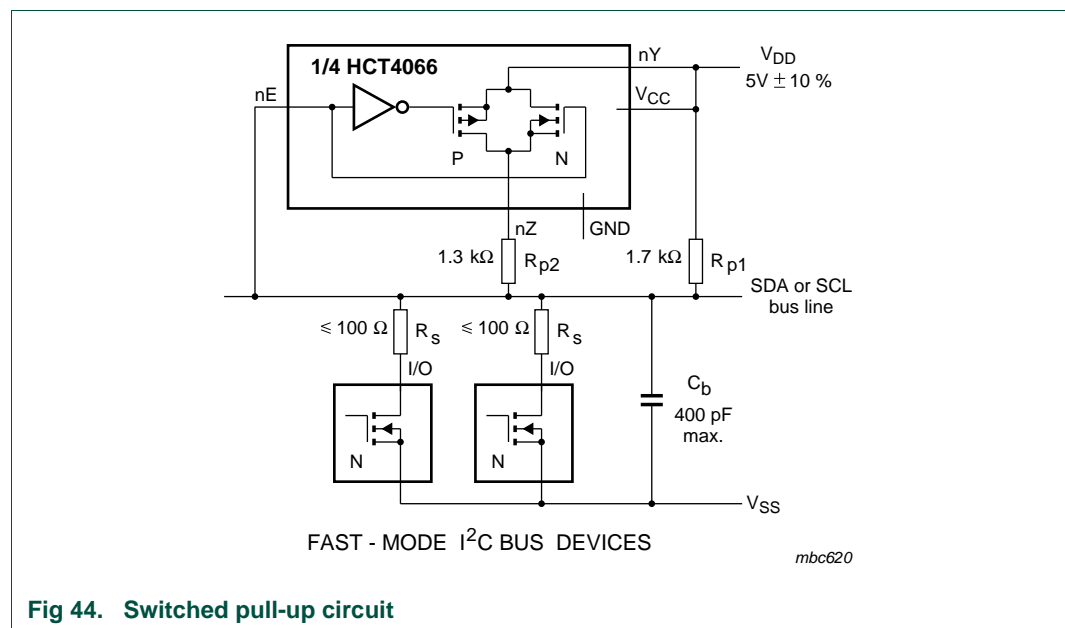 nY
V_DD
5V ± 10 %
1/4 HCT4066
nE
V_CC
P
N
nZ
GND
1.3 kΩ
R_p2
1.7 kΩ
R_p1
SDA or SCL
bus line
≤ 100 Ω
R_s
≤ 100 Ω
R_s
I/O
I/O
C_b
400 pF
max.
N
N
V_SS
FAST - MODE I²C BUS DEVICES
mbc620
Fig 44. Switched pull-up circuit